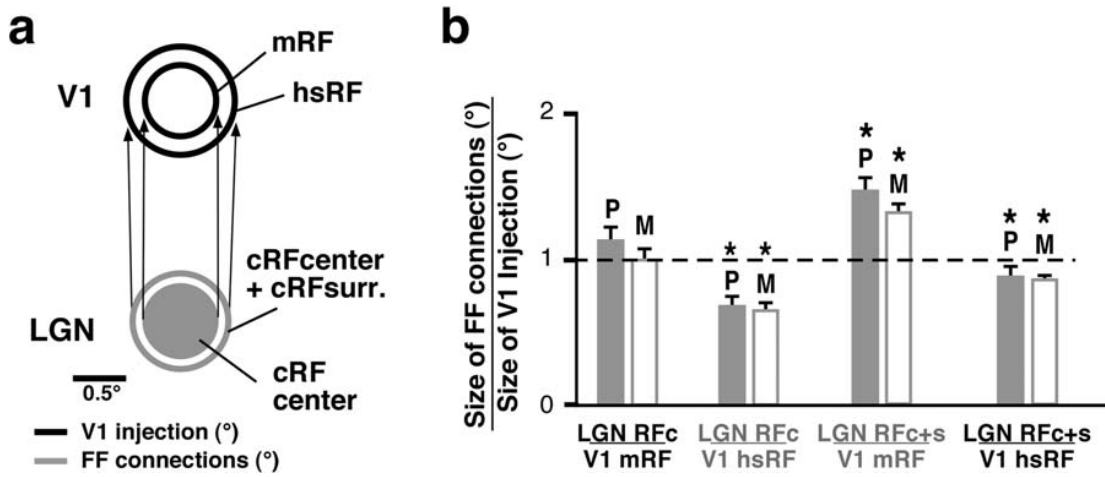 a
mRF
hsRF
V1
cRFcenter
+ cRFsurr.
LGN
cRF
center
0.5°
V1 injection (°)
FF connections (°)
b
Size of FF connections (°)
Size of V1 Injection (°)
2
1
0
P
M
*
P
*
M
*
P
*
M
*
P
*
M
LGN RFc
V1 mRF
LGN RFc
V1 hsRF
LGN RFc+s
V1 mRF
LGN RFc+s
V1 hsRF